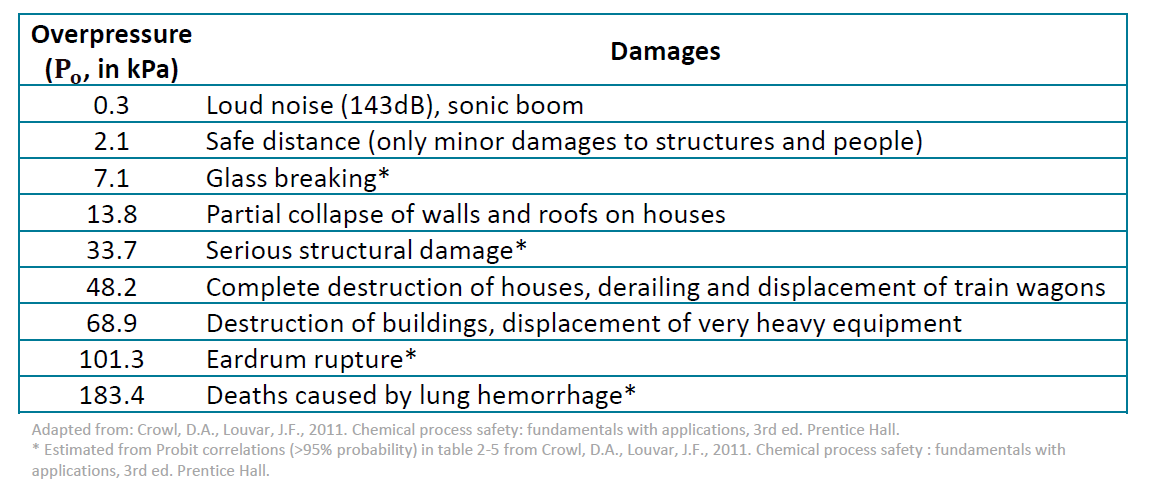 Overpressure
(Pₒ, in kPa) Damages
0.3 Loud noise (143dB), sonic boom
2.1 Safe distance (only minor damages to structures and people)
7.1 Glass breaking*
13.8 Partial collapse of walls and roofs on houses
33.7 Serious structural damage*
48.2 Complete destruction of houses, derailing and displacement of train wagons
68.9 Destruction of buildings, displacement of very heavy equipment
101.3 Eardrum rupture*
183.4 Deaths caused by lung hemorrhage*
Adapted from: Crowl, D.A., Louvar, J.F., 2011. Chemical process safety: fundamentals with applications, 3rd ed. Prentice Hall.
* Estimated from Probit correlations (>95% probability) in table 2-5 from Crowl, D.A., Louvar, J.F., 2011. Chemical process safety : fundamentals with
applications, 3rd ed. Prentice Hall.